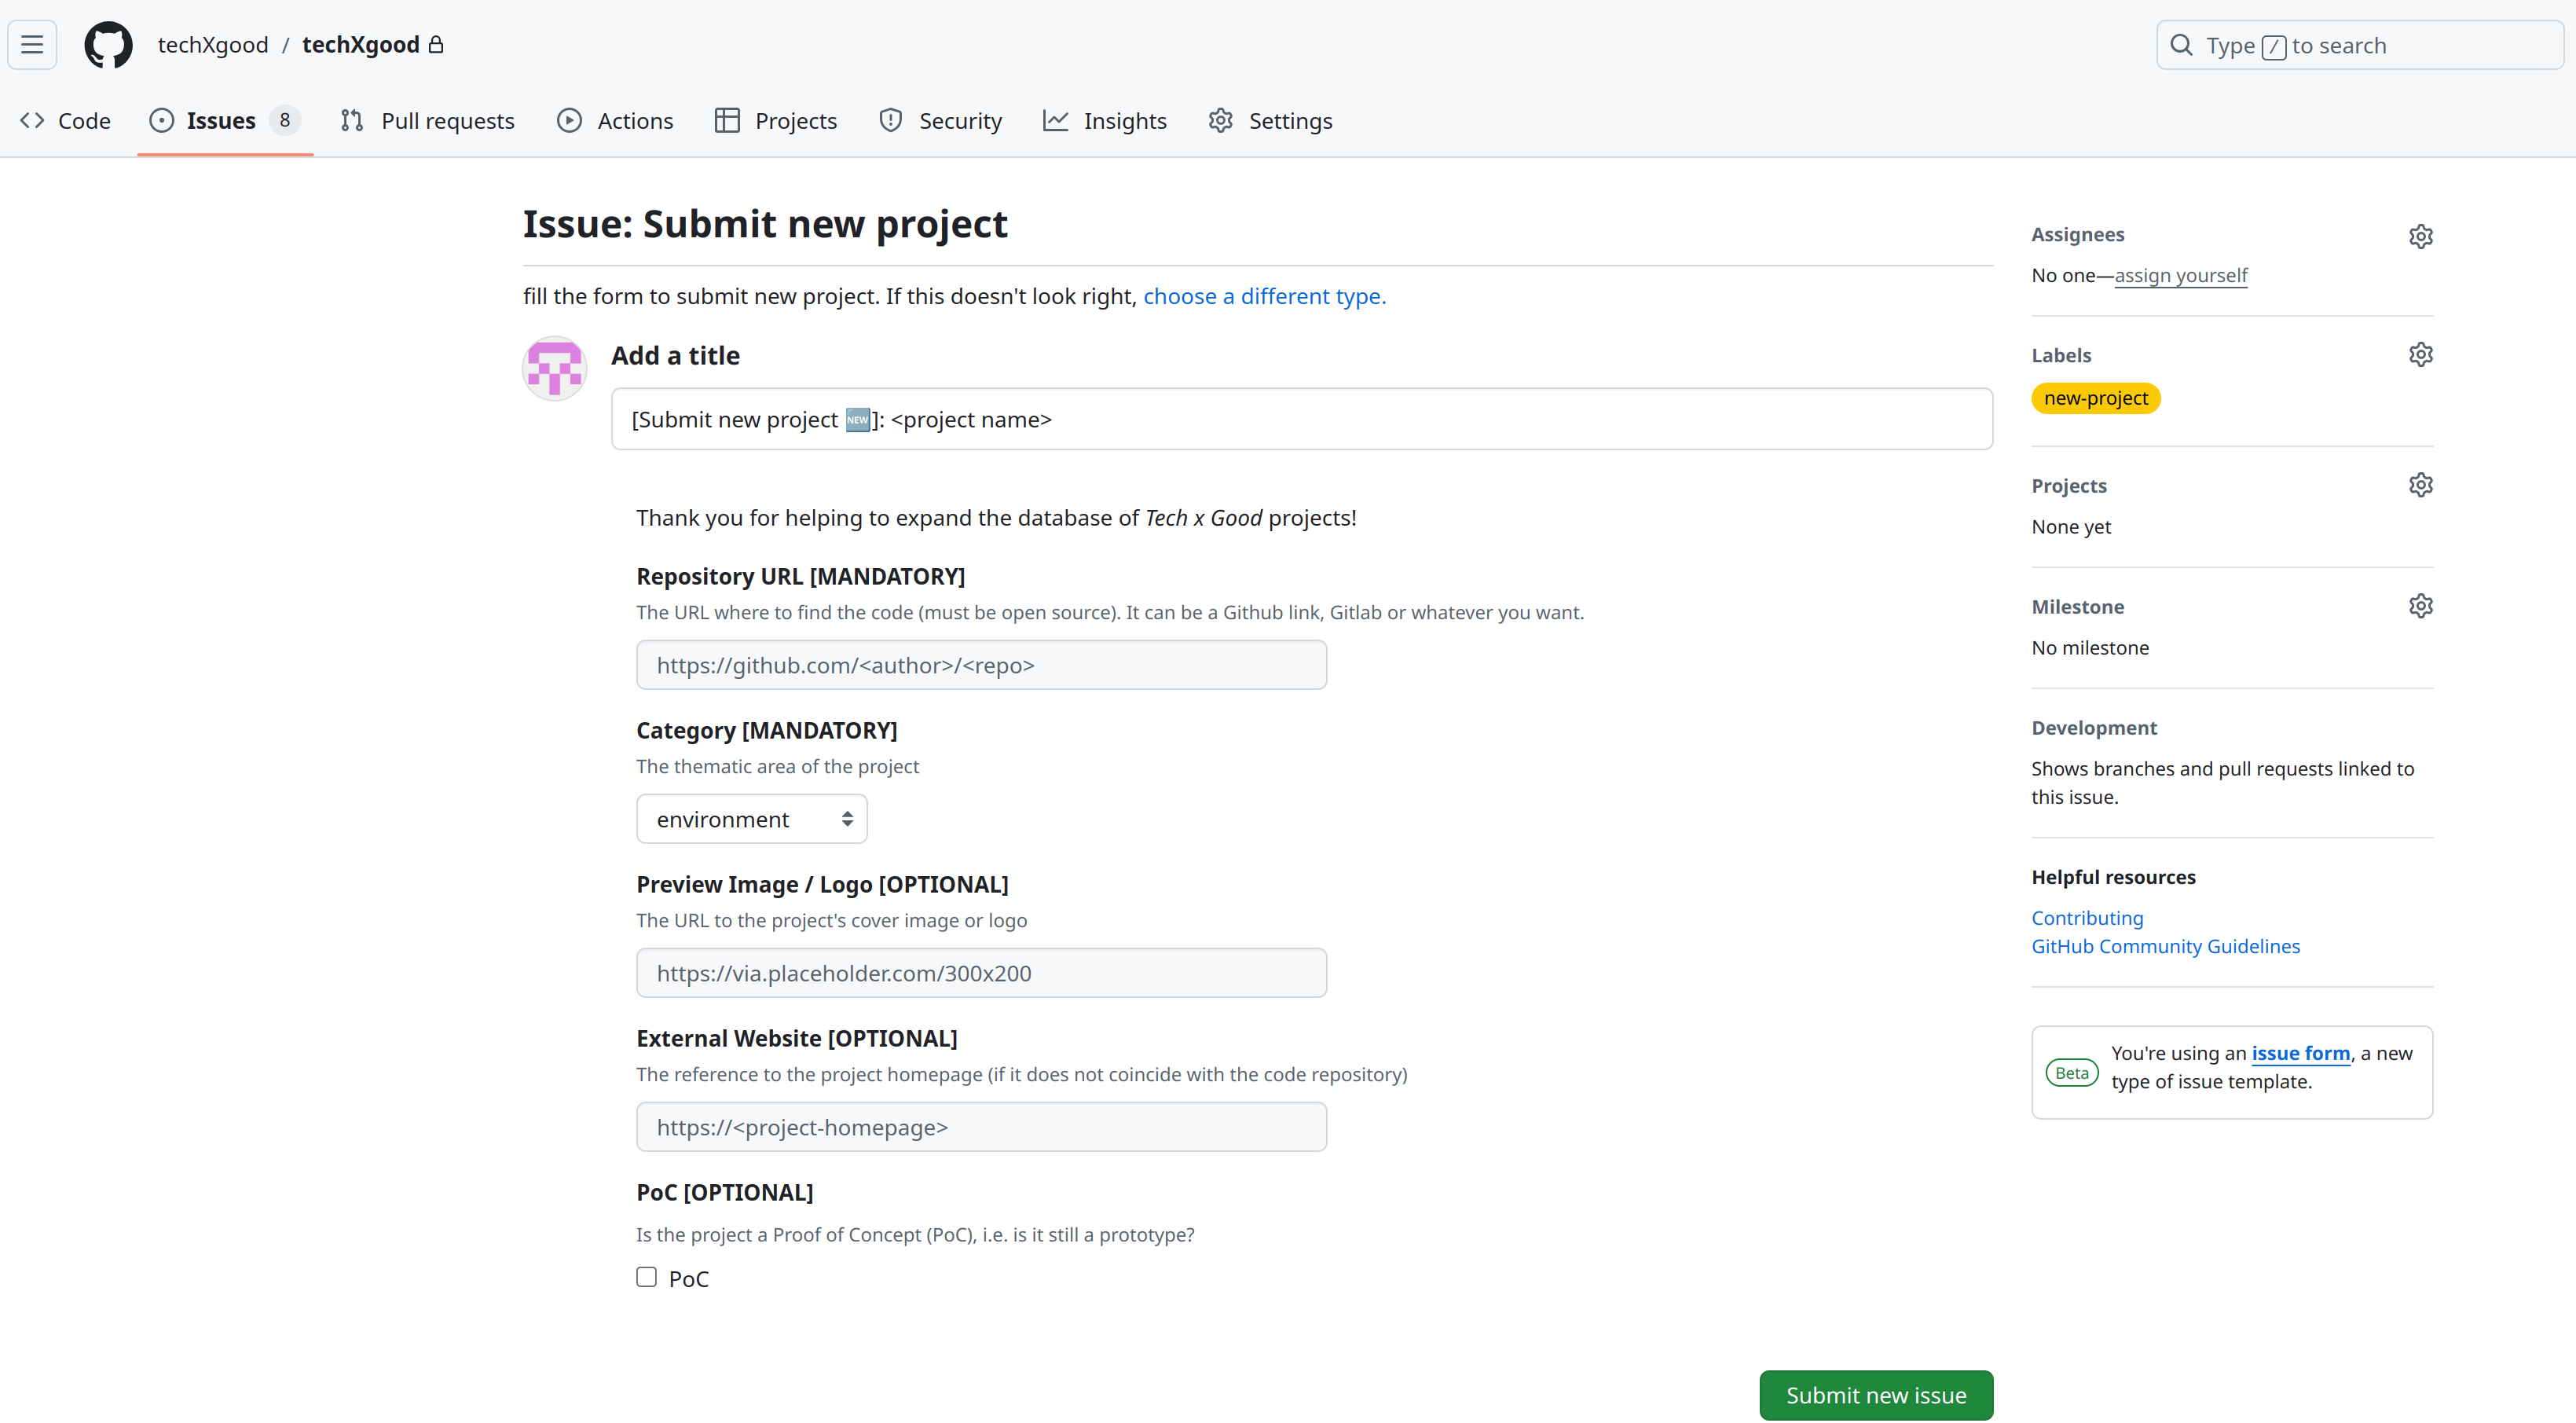 techXgood / techXgood
Type / to search
Code
Issues 8
Pull requests
Actions
Projects
Security
Insights
Settings
Issue: Submit new project
fill the form to submit new project. If this doesn't look right, choose a different type.
Add a title
[Submit new project 🆕]: <project name>
Thank you for helping to expand the database of Tech x Good projects!
Repository URL [MANDATORY]
The URL where to find the code (must be open source). It can be a Github link, Gitlab or whatever you want.
https://github.com/<author>/<repo>
Category [MANDATORY]
The thematic area of the project
environment
Preview Image / Logo [OPTIONAL]
The URL to the project's cover image or logo
https://via.placeholder.com/300x200
External Website [OPTIONAL]
The reference to the project homepage (if it does not coincide with the code repository)
https://<project-homepage>
PoC [OPTIONAL]
Is the project a Proof of Concept (PoC), i.e. is it still a prototype?
PoC
Submit new issue
Assignees
No one—assign yourself
Labels
new-project
Projects
None yet
Milestone
No milestone
Development
Shows branches and pull requests linked to
this issue.
Helpful resources
Contributing
GitHub Community Guidelines
Beta
You're using an issue form, a new
type of issue template.